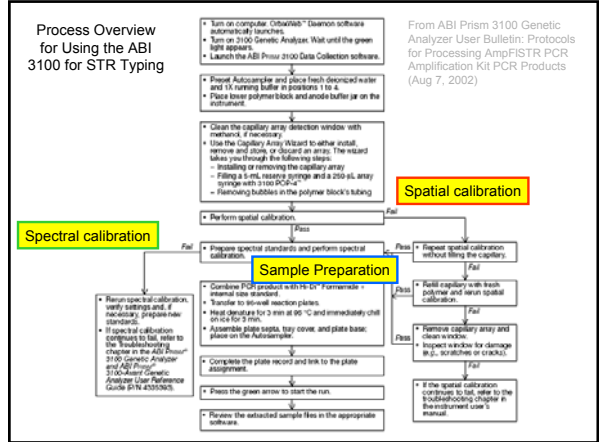 Process Overview
for Using the ABI
3100 for STR Typing
From ABI Prism 3100 Genetic
Analyzer User Bulletin: Protocols
for Processing AmpFlSTR PCR
Amplification Kit PCR Products
(Aug 7, 2002)
• Turn on computer. OrbixWeb™ Daemon software
automatically launches.
• Turn on 3100 Genetic Analyzer. Wait until the green
light appears.
• Launch the ABI PRISM 3100 Data Collection software.
• Preset Autosampler and place fresh deionized water
and 1X running buffer in positions 1 to 4.
• Place lower polymer block and anode buffer jar on the
instrument.
• Clean the capillary array detection window with
methanol, if necessary.
• Use the Capillary Array Wizard to either install,
remove and store, or discard an array. The wizard
takes you through the following steps:
– Installing or removing the capillary array
– Filling a 5-mL reserve syringe and a 250-µL array
syringe with 3100 POP-4™
– Removing bubbles in the polymer block's tubing
Spatial calibration
• Perform spatial calibration.
Fail
Pass
Spectral calibration
Fail
• Prepare spectral standards and perform spectral
calibration.
Pass
• Repeat spatial calibration
without filling the capillary.
Sample Preparation
Fail
• Combine PCR product with Hi-Di™ Formamide +
internal size standard.
• Transfer to 96-well reaction plates.
• Heat denature for 3 min at 95 °C and immediately chill
on ice for 3 min.
• Assemble plate septa, tray cover, and plate base;
place on the Autosampler.
Pass
• Refill capillary with fresh
polymer and rerun spatial
calibration.
Fail
• Rerun spectral calibration,
verify settings and, if
necessary, prepare new
standards.
• If spectral calibration
continues to fail, refer to
the Troubleshooting
chapter in the ABI PRISM®
3100 Genetic Analyzer
and ABI PRISM®
3100-Avant Genetic
Analyzer User Reference
Guide (P/N 4335393).
Pass
• Remove capillary array and
clean window.
• Inspect window for damage
(e.g., scratches or cracks).
• Complete the plate record and link to the plate
assignment.
Fail
• Press the green arrow to start the run.
• If the spatial calibration
continues to fail, refer to the
troubleshooting chapter in
the instrument user's
manual.
• Review the extracted sample files in the appropriate
software.